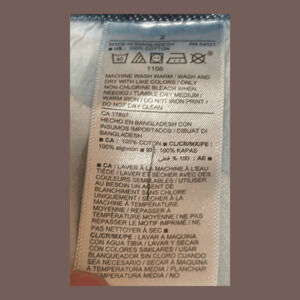 MADE IN BANGLADESH
US: 100% COTTON
1166
MACHINE WASH WARM / WASH AND
DRY WITH LIKE COLORS / ONLY
NON-CHLORINE BLEACH WHEN
NEEDED / TUMBLE DRY MEDIUM /
WARM IRON / DO NOT IRON PRINT /
DO NOT DRY CLEAN
CA 17897
HECHO EN BANGLADESH CON
INSUMOS IMPORTADOS / DIBUAT DI
BANGLADESH
CA: 100% COTON CL/CR/MX/PE:
100% algodón ID: 100% KAPAS
AE
CA / LAVER À LA MACHINE À L'EAU
TIÈDE / LAVER ET SÉCHER AVEC DES
COULEURS SEMBLABLES / UTILISER
AU BESOIN UN AGENT DE
BLANCHIMENT SANS CHLORE
UNIQUEMENT / SÉCHER À LA
MACHINE À TEMPÉRATURE
MOYENNE / REPASSER À
TEMPÉRATURE MOYENNE / NE PAS
REPASSER LE MOTIF IMPRIMÉ / NE
PAS NETTOYER À SEC
CL/CR/MX/PE / LAVAR A MAQUINA
CON AGUA TIBIA / LAVAR Y SECAR
CON COLORES SIMILARES / USAR
BLANQUEADOR SIN CLORO CUANDO
SEA NECESARIO / SECAR A MAQUINA
A TEMPERATURA MEDIA / PLANCHAR
TEMPERATURA MEDIA / NO